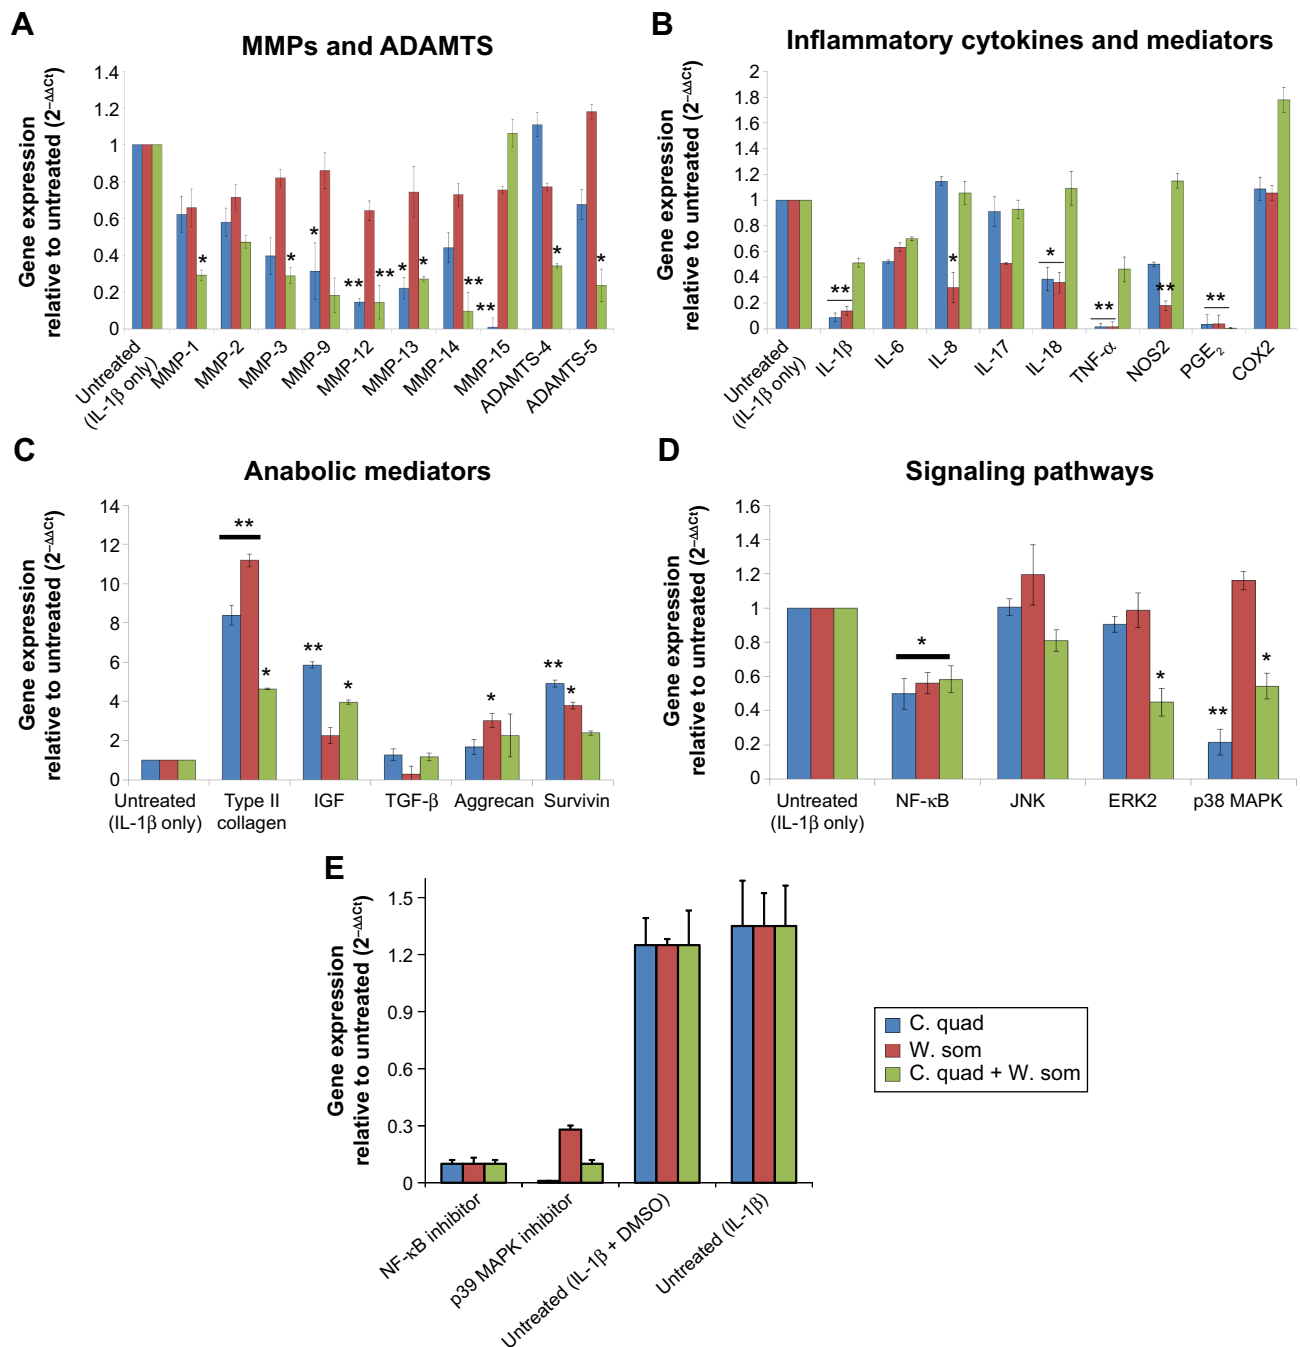 A
MMPs and ADAMTS
Gene expression
relative to untreated (2⁻ΔΔCt)
1.4
1.2
1
0.8
0.6
0.4
0.2
0
* * * ** ** * * ** ** * *
Untreated
(IL-1β only)
MMP-1
MMP-2
MMP-3
MMP-9
MMP-12
MMP-13
MMP-14
MMP-15
ADAMTS-4
ADAMTS-5
B
Inflammatory cytokines and mediators
Gene expression
relative to untreated (2⁻ΔΔCt)
2
1.8
1.6
1.4
1.2
1.0
0.8
0.6
0.4
0.2
0
** * * ** ** **
Untreated
(IL-1β only)
IL-1β
IL-6
IL-8
IL-17
IL-18
TNF-α
NOS2
PGE₂
COX2
C
Anabolic mediators
Gene expression
relative to untreated (2⁻ΔΔCt)
14
12
10
8
6
4
2
0
** * ** * * ** *
Untreated
(IL-1β only)
Type II
collagen
IGF
TGF-β
Aggrecan
Survivin
D
Signaling pathways
Gene expression
relative to untreated (2⁻ΔΔCt)
1.6
1.4
1.2
1.0
0.8
0.6
0.4
0.2
0
* * ** *
Untreated
(IL-1β only)
NF-κB
JNK
ERK2
p38 MAPK
E
Gene expression
relative to untreated (2⁻ΔΔCt)
1.5
1.2
0.9
0.6
0.3
0
NF-κB inhibitor
p39 MAPK inhibitor
Untreated (IL-1β + DMSO)
Untreated (IL-1β)
C. quad
W. som
C. quad + W. som